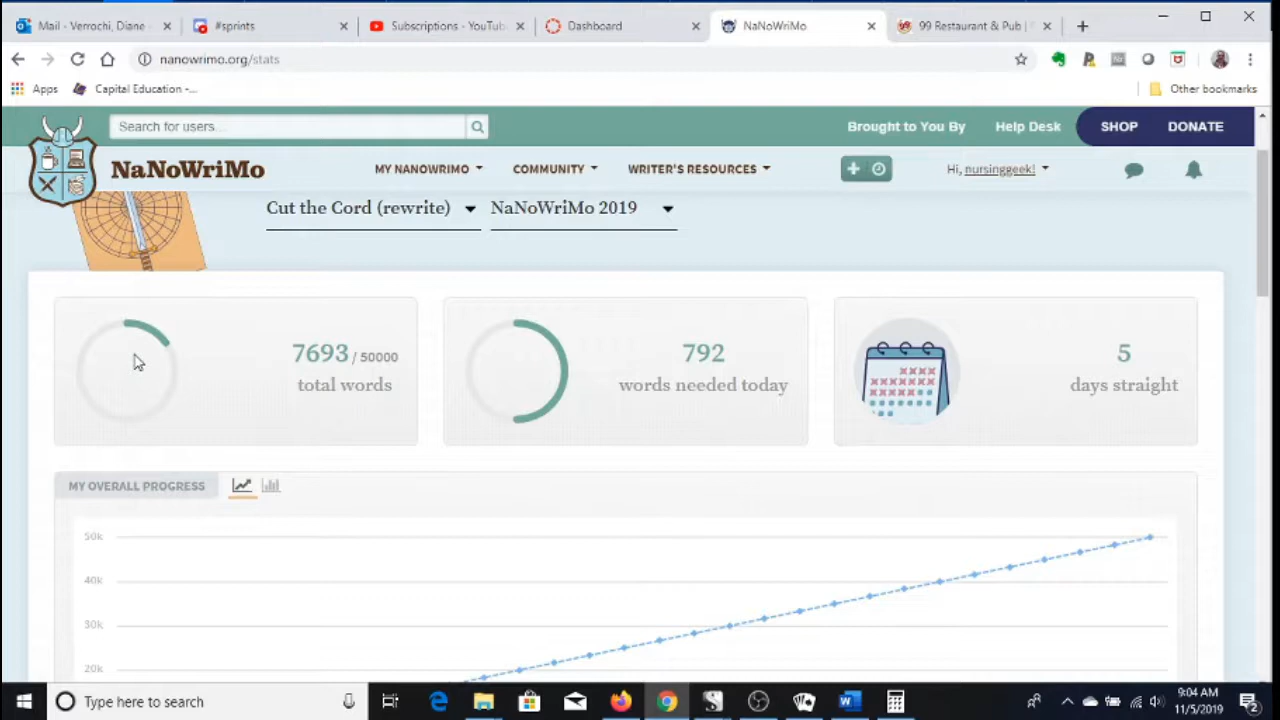 Mail - Verrochi, Diane - #sprints Subscriptions - YouTub Dashboard NaNoWriMo 99 Restaurant & Pub |
nanowrimo.org/stats
Apps Capital Education -... Other bookmarks
Search for users... Brought to You By Help Desk SHOP DONATE
NaNoWriMo MY NANOWRIMO COMMUNITY WRITER'S RESOURCES Hi, nursinggeek!
Cut the Cord (rewrite) NaNoWriMo 2019
7693 / 50000
total words
792
words needed today
5
days straight
MY OVERALL PROGRESS
50k
40k
30k
20k
Type here to search
9:04 AM
11/5/2019
2